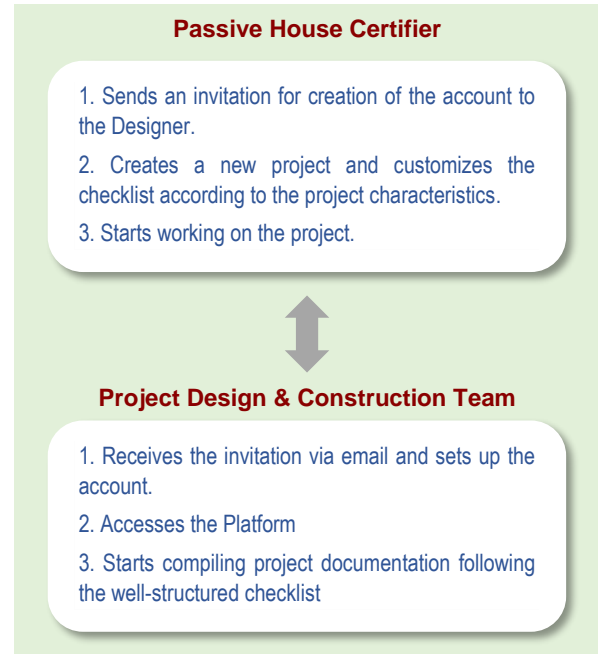 Passive House Certifier
1. Sends an invitation for creation of the account to
the Designer.
2. Creates a new project and customizes the
checklist according to the project characteristics.
3. Starts working on the project.
Project Design & Construction Team
1. Receives the invitation via email and sets up the
account.
2. Accesses the Platform
3. Starts compiling project documentation following
the well-structured checklist